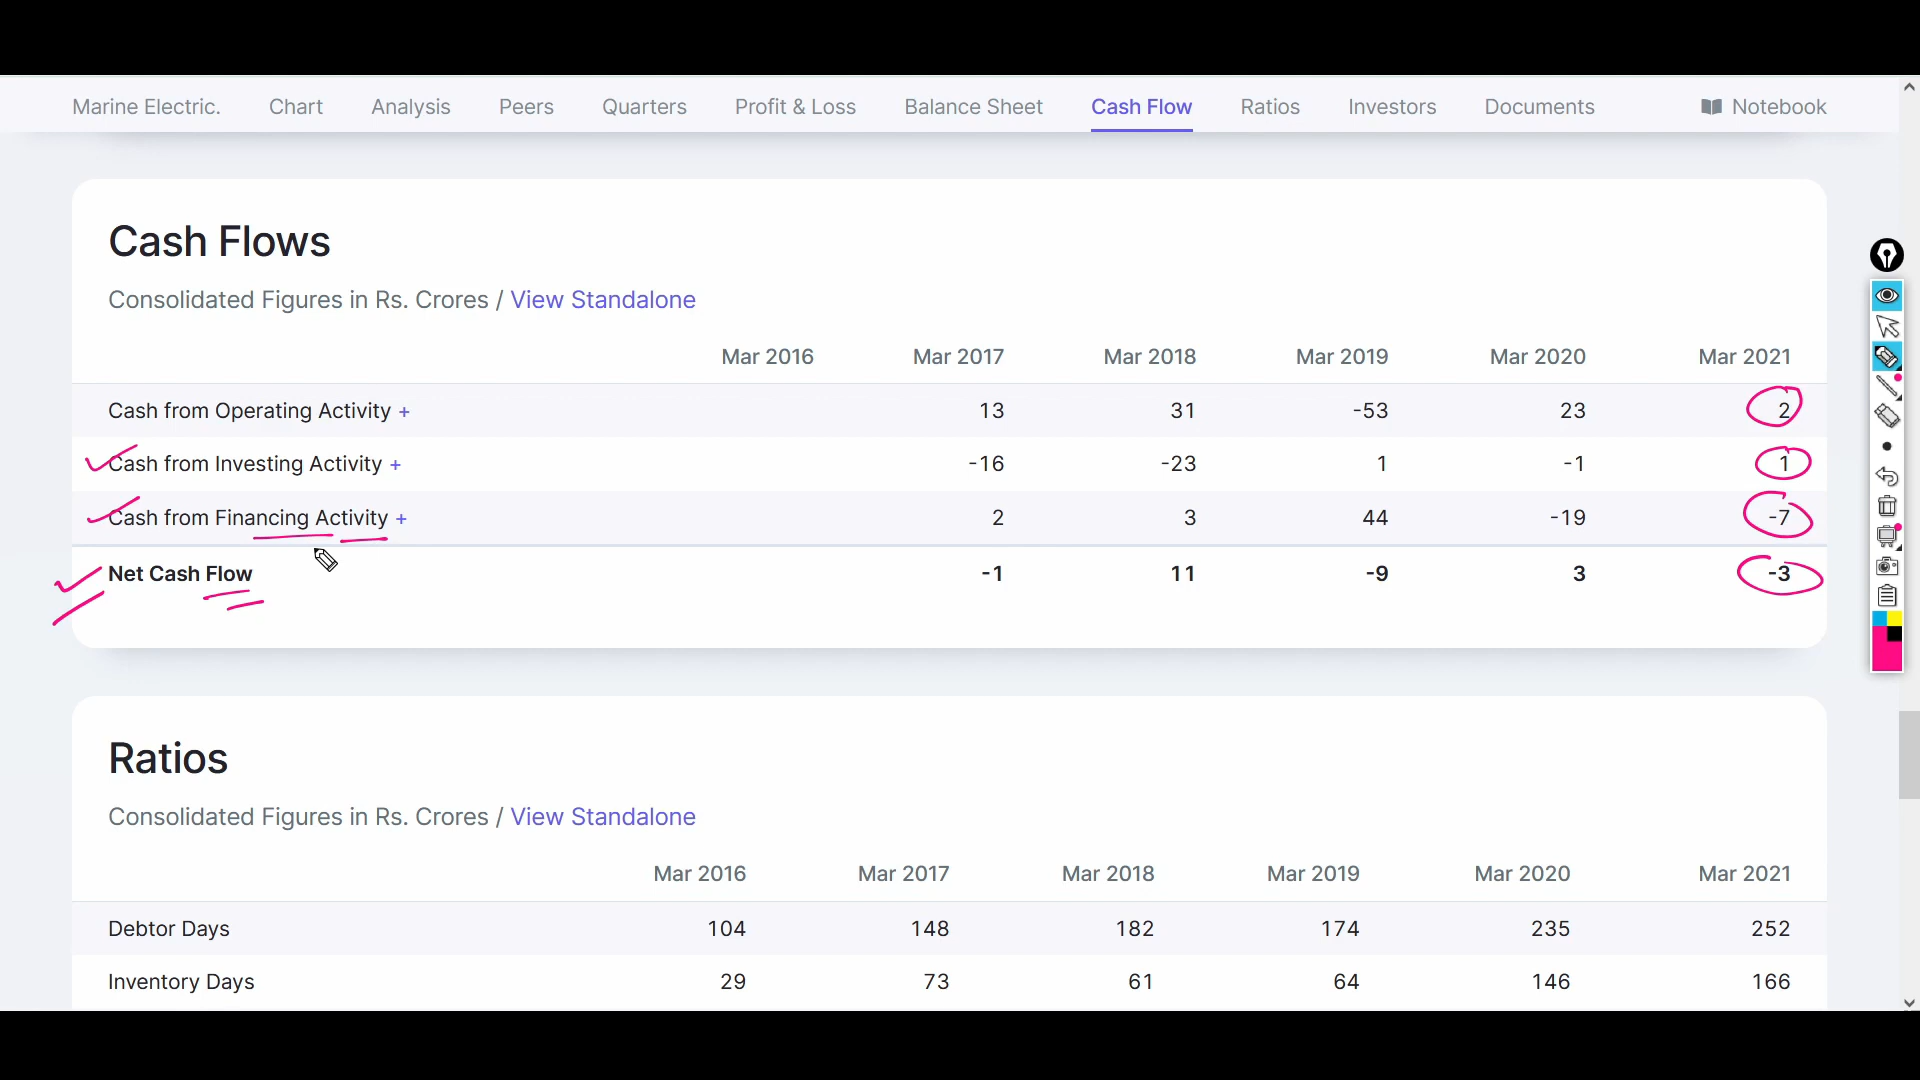 Marine Electric. Chart Analysis Peers Quarters Profit & Loss Balance Sheet Cash Flow Ratios Investors Documents Notebook
Cash Flows
Consolidated Figures in Rs. Crores / View Standalone
Mar 2016 Mar 2017 Mar 2018 Mar 2019 Mar 2020 Mar 2021
Cash from Operating Activity + 13 31 -53 23 2
Cash from Investing Activity + -16 -23 1 -1 1
Cash from Financing Activity + 2 3 44 -19 -7
Net Cash Flow -1 11 -9 3 -3
Ratios
Consolidated Figures in Rs. Crores / View Standalone
Mar 2016 Mar 2017 Mar 2018 Mar 2019 Mar 2020 Mar 2021
Debtor Days 104 148 182 174 235 252
Inventory Days 29 73 61 64 146 166